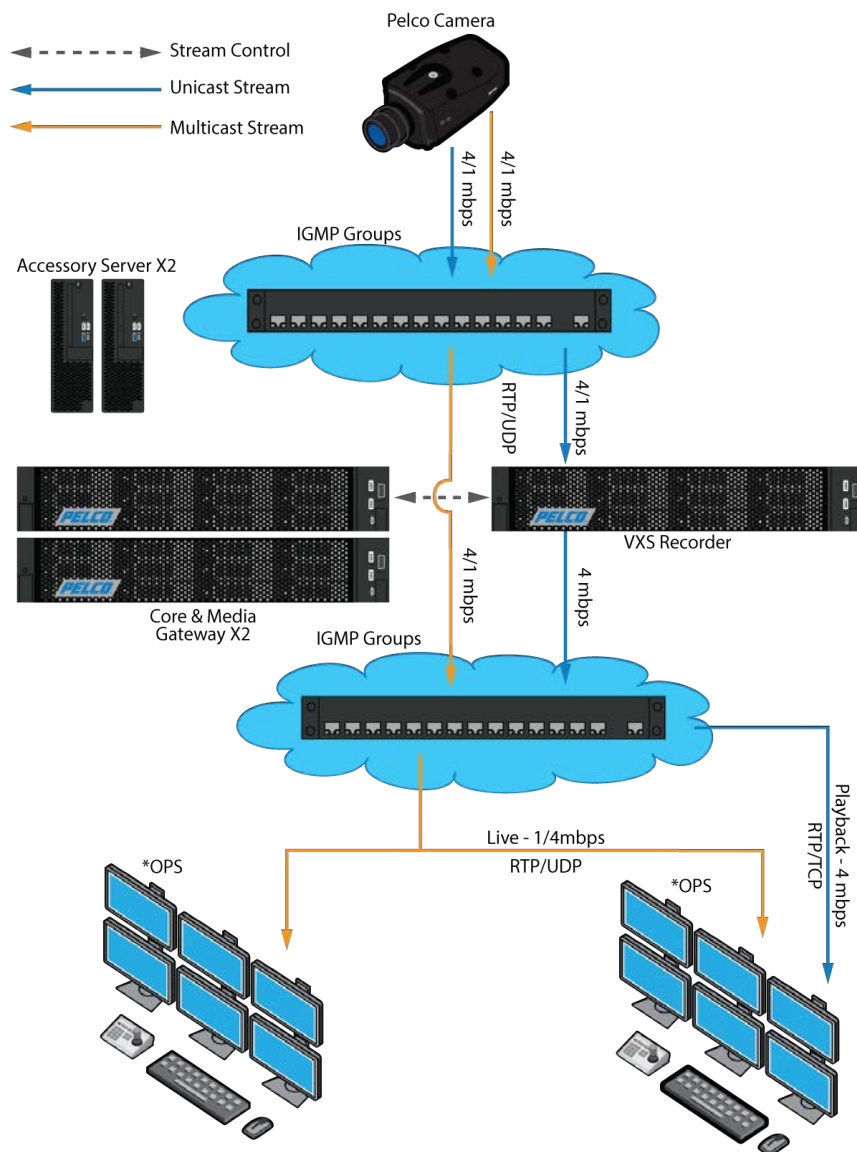 Pelco Camera
Stream Control
Unicast Stream
Multicast Stream
4/1 mbps
4/1 mbps
IGMP Groups
Accessory Server X2
RTP/UDP
4/1 mbps
PELCO
PELCO
PELCO
VXS Recorder
Core & Media
Gateway X2
4/1 mbps
4 mbps
IGMP Groups
Playback - 4 mbps
RTP/TCP
Live - 1/4mbps
RTP/UDP
*OPS
*OPS